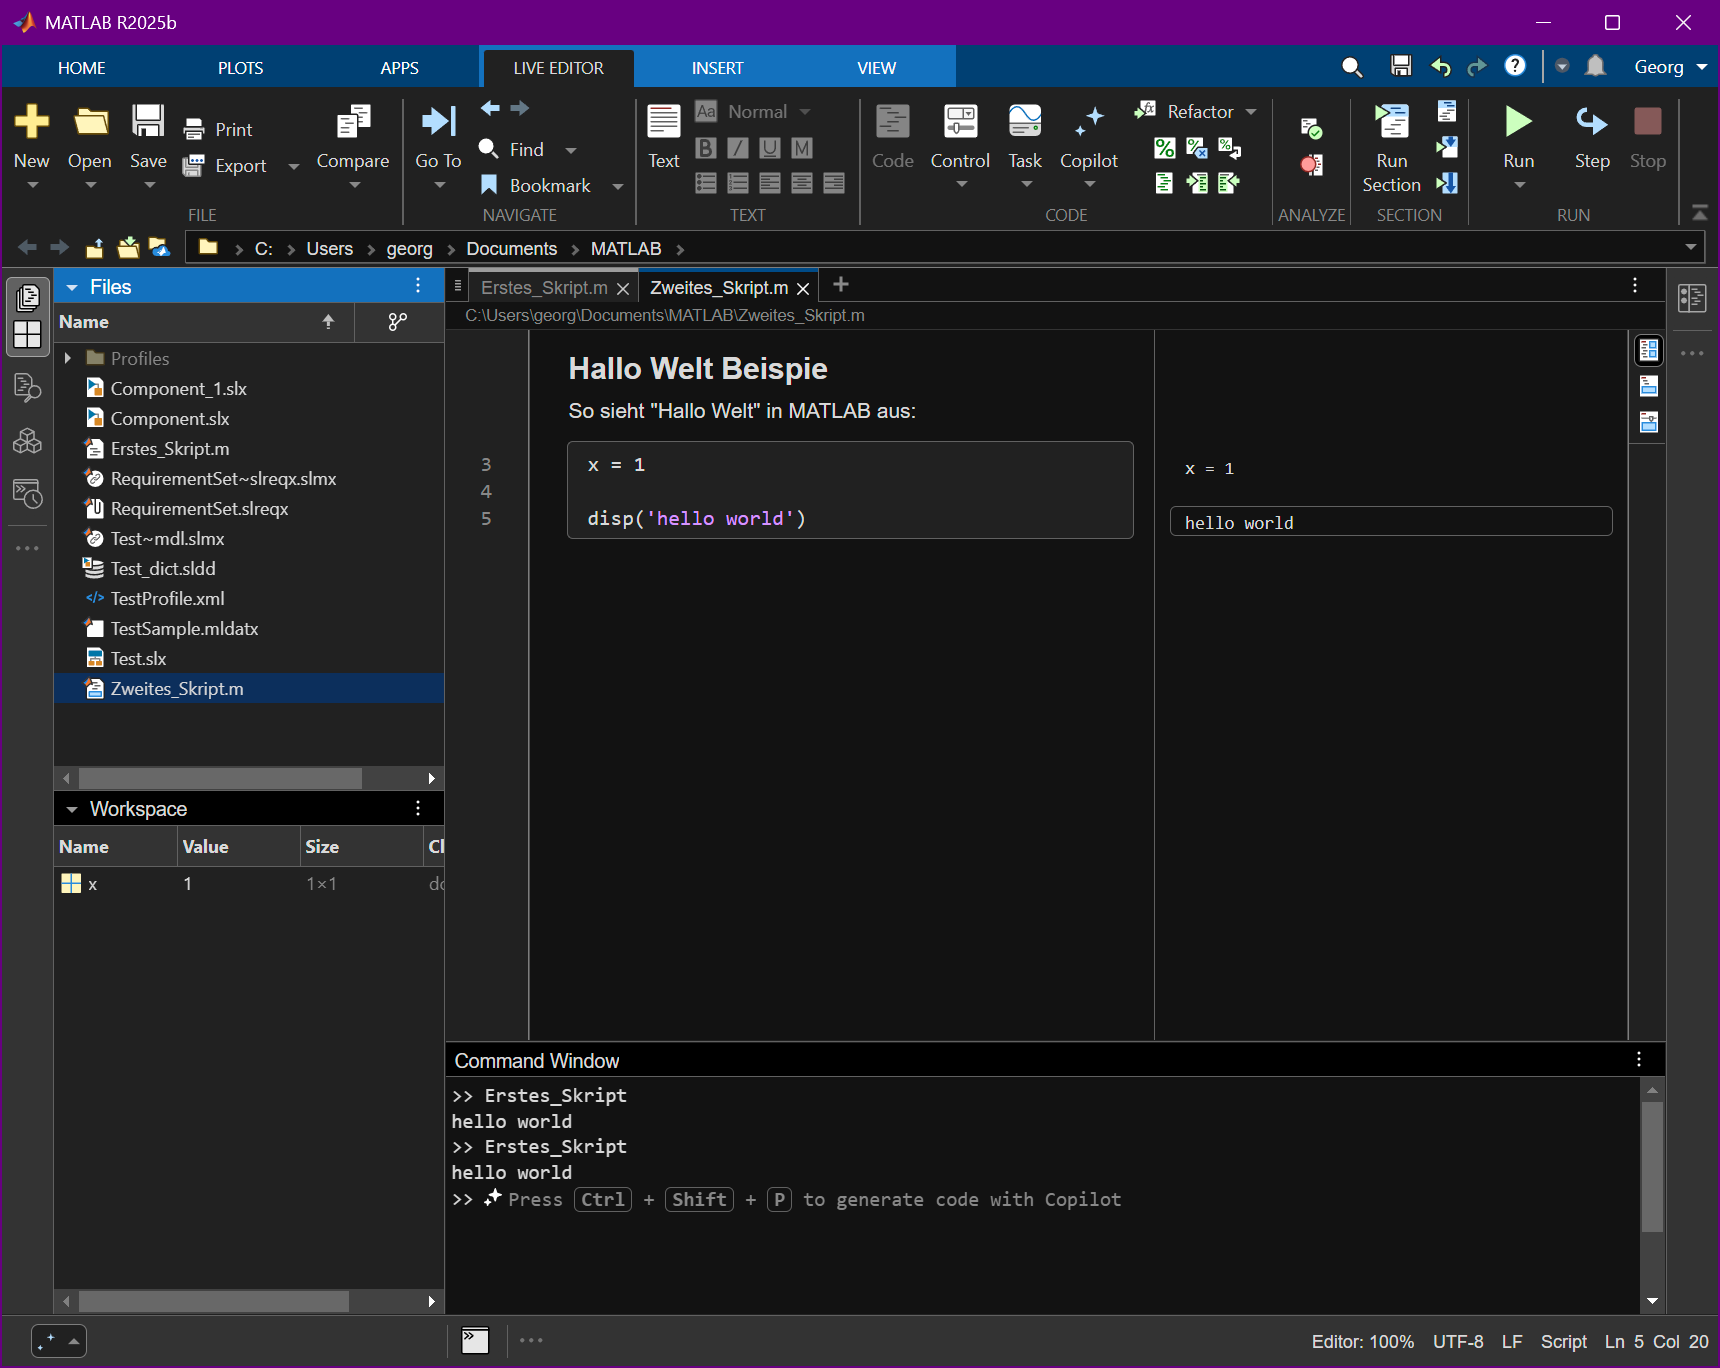 MATLAB R2025b
HOME PLOTS APPS LIVE EDITOR INSERT VIEW Georg
New Open Save Print Export Compare
FILE
Go To Find Bookmark
NAVIGATE
Text Aa Normal B I U M
TEXT
Code Control Task Copilot Refactor
CODE
ANALYZE
Run Section
SECTION
Run Step Stop
RUN
C: Users georg Documents MATLAB
Files
Name
Profiles
Component_1.slx
Component.slx
Erstes_Skript.m
RequirementSet~slreqx.slmx
RequirementSet.slreqx
Test~mdl.slmx
Test_dict.sldd
TestProfile.xml
TestSample.mldatx
Test.slx
Zweites_Skript.m
Workspace
Name Value Size Cl
x 1 1×1 do
Erstes_Skript.m Zweites_Skript.m
C:\Users\georg\Documents\MATLAB\Zweites_Skript.m
Hallo Welt Beispie
So sieht "Hallo Welt" in MATLAB aus:
3 x = 1
4
5 disp('hello world')
x = 1
hello world
Command Window
>> Erstes_Skript
hello world
>> Erstes_Skript
hello world
>> Press Ctrl + Shift + P to generate code with Copilot
Editor: 100% UTF-8 LF Script Ln 5 Col 20